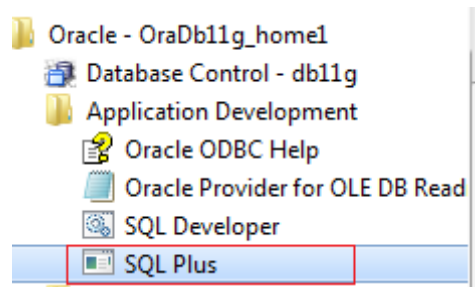 Oracle - OraDb11g_home1
Database Control - db11g
Application Development
Oracle ODBC Help
Oracle Provider for OLE DB Read
SQL Developer
SQL Plus